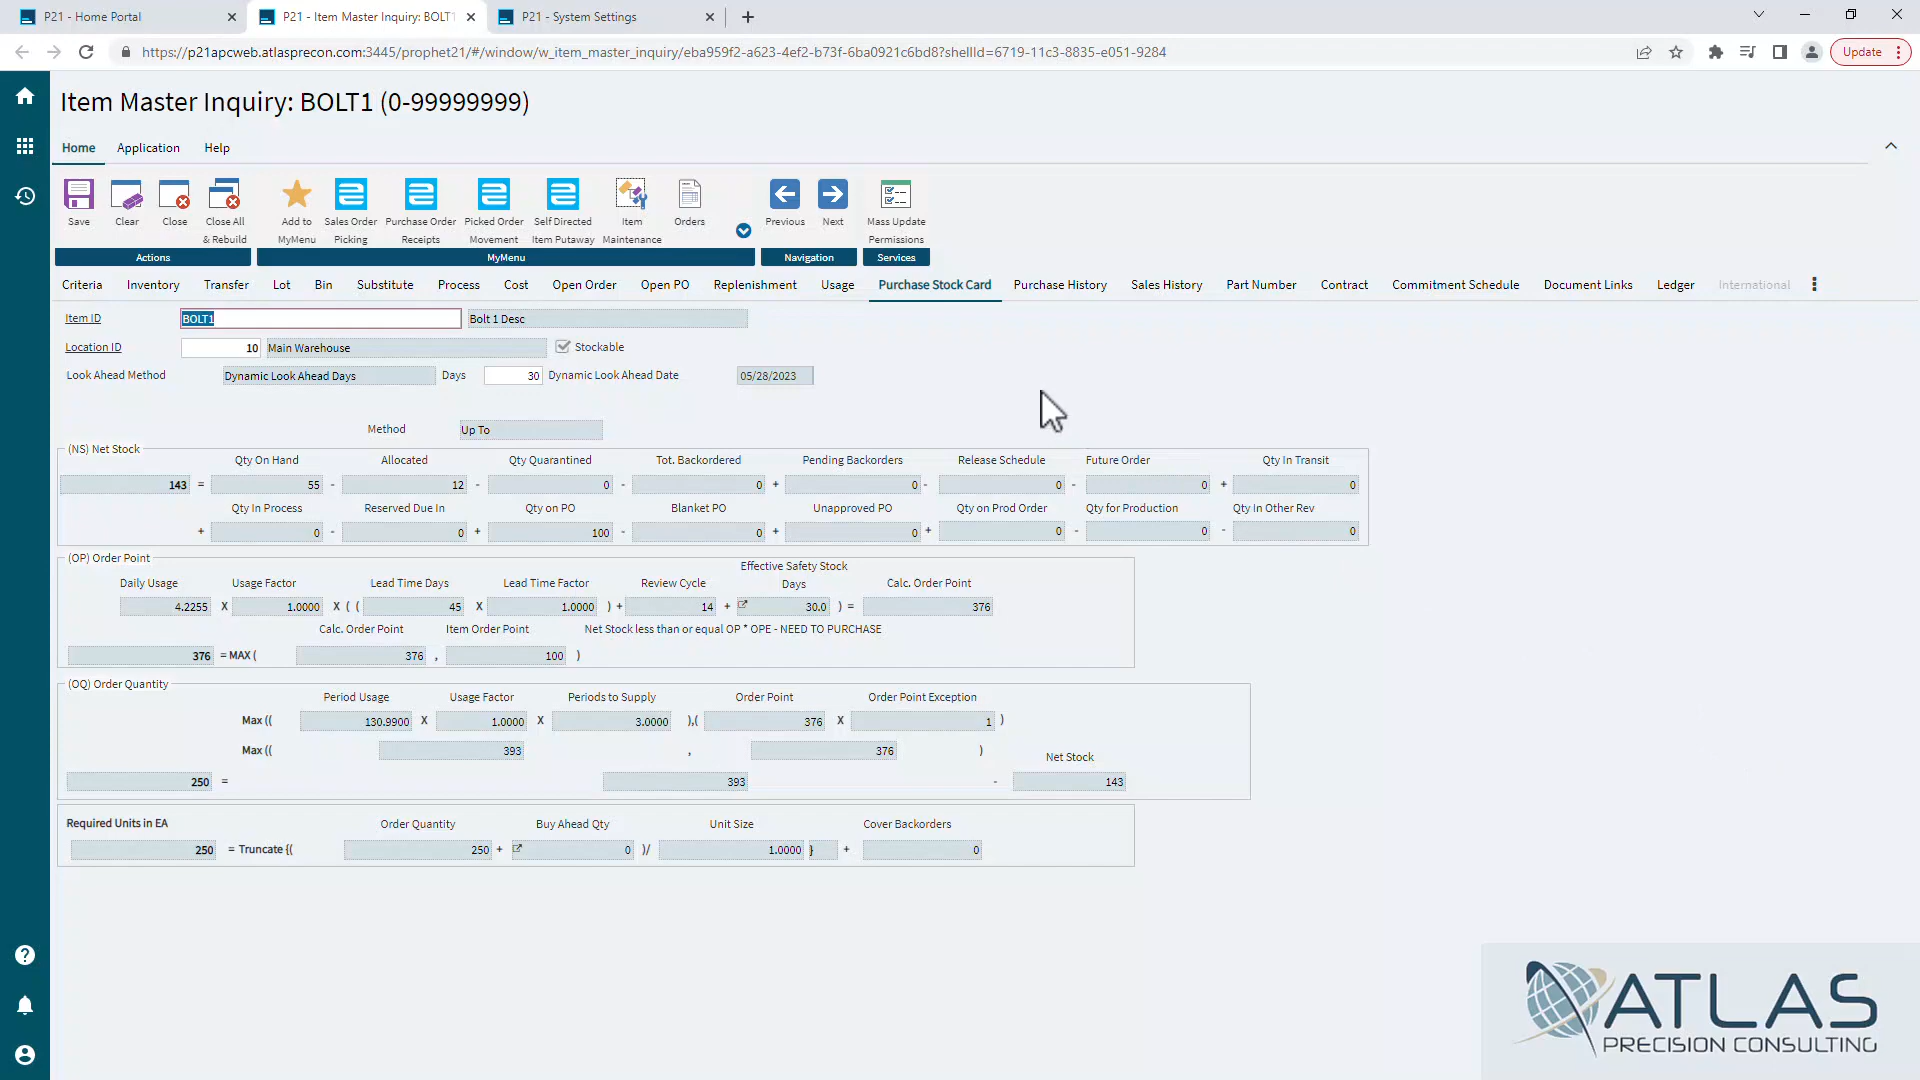 P21 - Home Portal
P21 - Item Master Inquiry: BOLT1
P21 - System Settings
https://p21apcweb.atlasprecon.com:3445/prophet21/#/window/w_item_master_inquiry/eba959f2-a623-4ef2-b73f-6ba0921c6bd8?shellId=6719-11c3-8835-e051-9284
Update
Item Master Inquiry: BOLT1 (0-99999999)
Home Application Help
Save Clear Close Close All & Rebuild Add to MyMenu Sales Order Picking Purchase Order Receipts Picked Order Movement Self Directed Item Putaway Item Maintenance Orders Previous Next Mass Update Permissions
Actions MyMenu Navigation Services
Criteria Inventory Transfer Lot Bin Substitute Process Cost Open Order Open PO Replenishment Usage Purchase Stock Card Purchase History Sales History Part Number Contract Commitment Schedule Document Links Ledger International
Item ID BOLT1 Bolt 1 Desc
Location ID 10 Main Warehouse Stockable
Look Ahead Method Dynamic Look Ahead Days Days 30 Dynamic Look Ahead Date 05/28/2023
Method Up To
(NS) Net Stock
Qty On Hand Allocated Qty Quarantined Tot. Backordered Pending Backorders Release Schedule Future Order Qty In Transit
143 = 55 - 12 - 0 - 0 + 0 - 0 - 0 + 0
Qty In Process Reserved Due In Qty on PO Blanket PO Unapproved PO Qty on Prod Order Qty for Production Qty In Other Rev
+ 0 - 0 + 100 - 0 + 0 + 0 - 0 - 0
(OP) Order Point
Effective Safety Stock
Daily Usage Usage Factor Lead Time Days Lead Time Factor Review Cycle Days Calc. Order Point
4.2255 X 1.0000 X ( ( 45 X 1.0000 ) + 14 + 30.0 ) = 376
Calc. Order Point Item Order Point Net Stock less than or equal OP * OPE - NEED TO PURCHASE
376 = MAX ( 376 , 100 )
(OQ) Order Quantity
Period Usage Usage Factor Periods to Supply Order Point Order Point Exception
Max (( 130.9900 X 1.0000 X 3.0000 ),( 376 X 1 )
Max (( 393 , 376 )
Net Stock
250 = 393 - 143
Required Units in EA Order Quantity Buy Ahead Qty Unit Size Cover Backorders
250 = Truncate {( 250 + 0 )/ 1.0000 } + 0
ATLAS
PRECISION CONSULTING